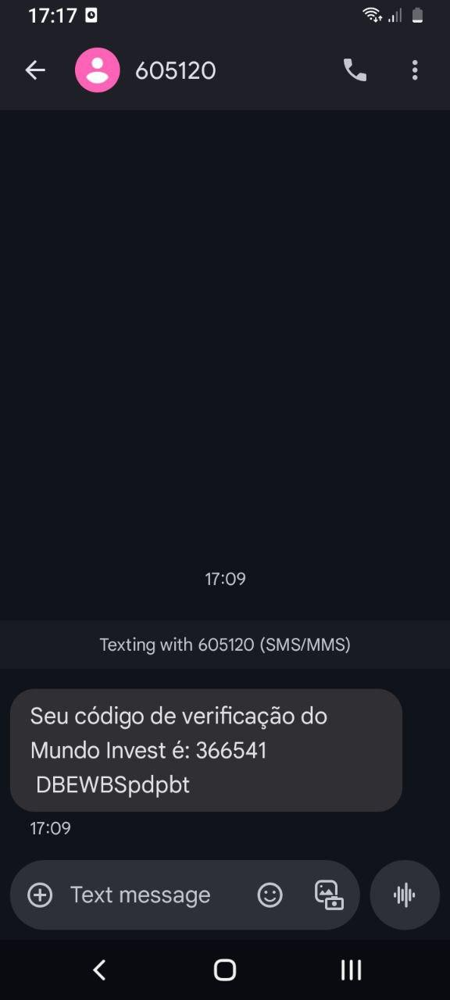 17:17
605120
17:09
Texting with 605120 (SMS/MMS)
Seu código de verificação do
Mundo Invest é: 366541
DBEWBSpdpbt
17:09
Text message